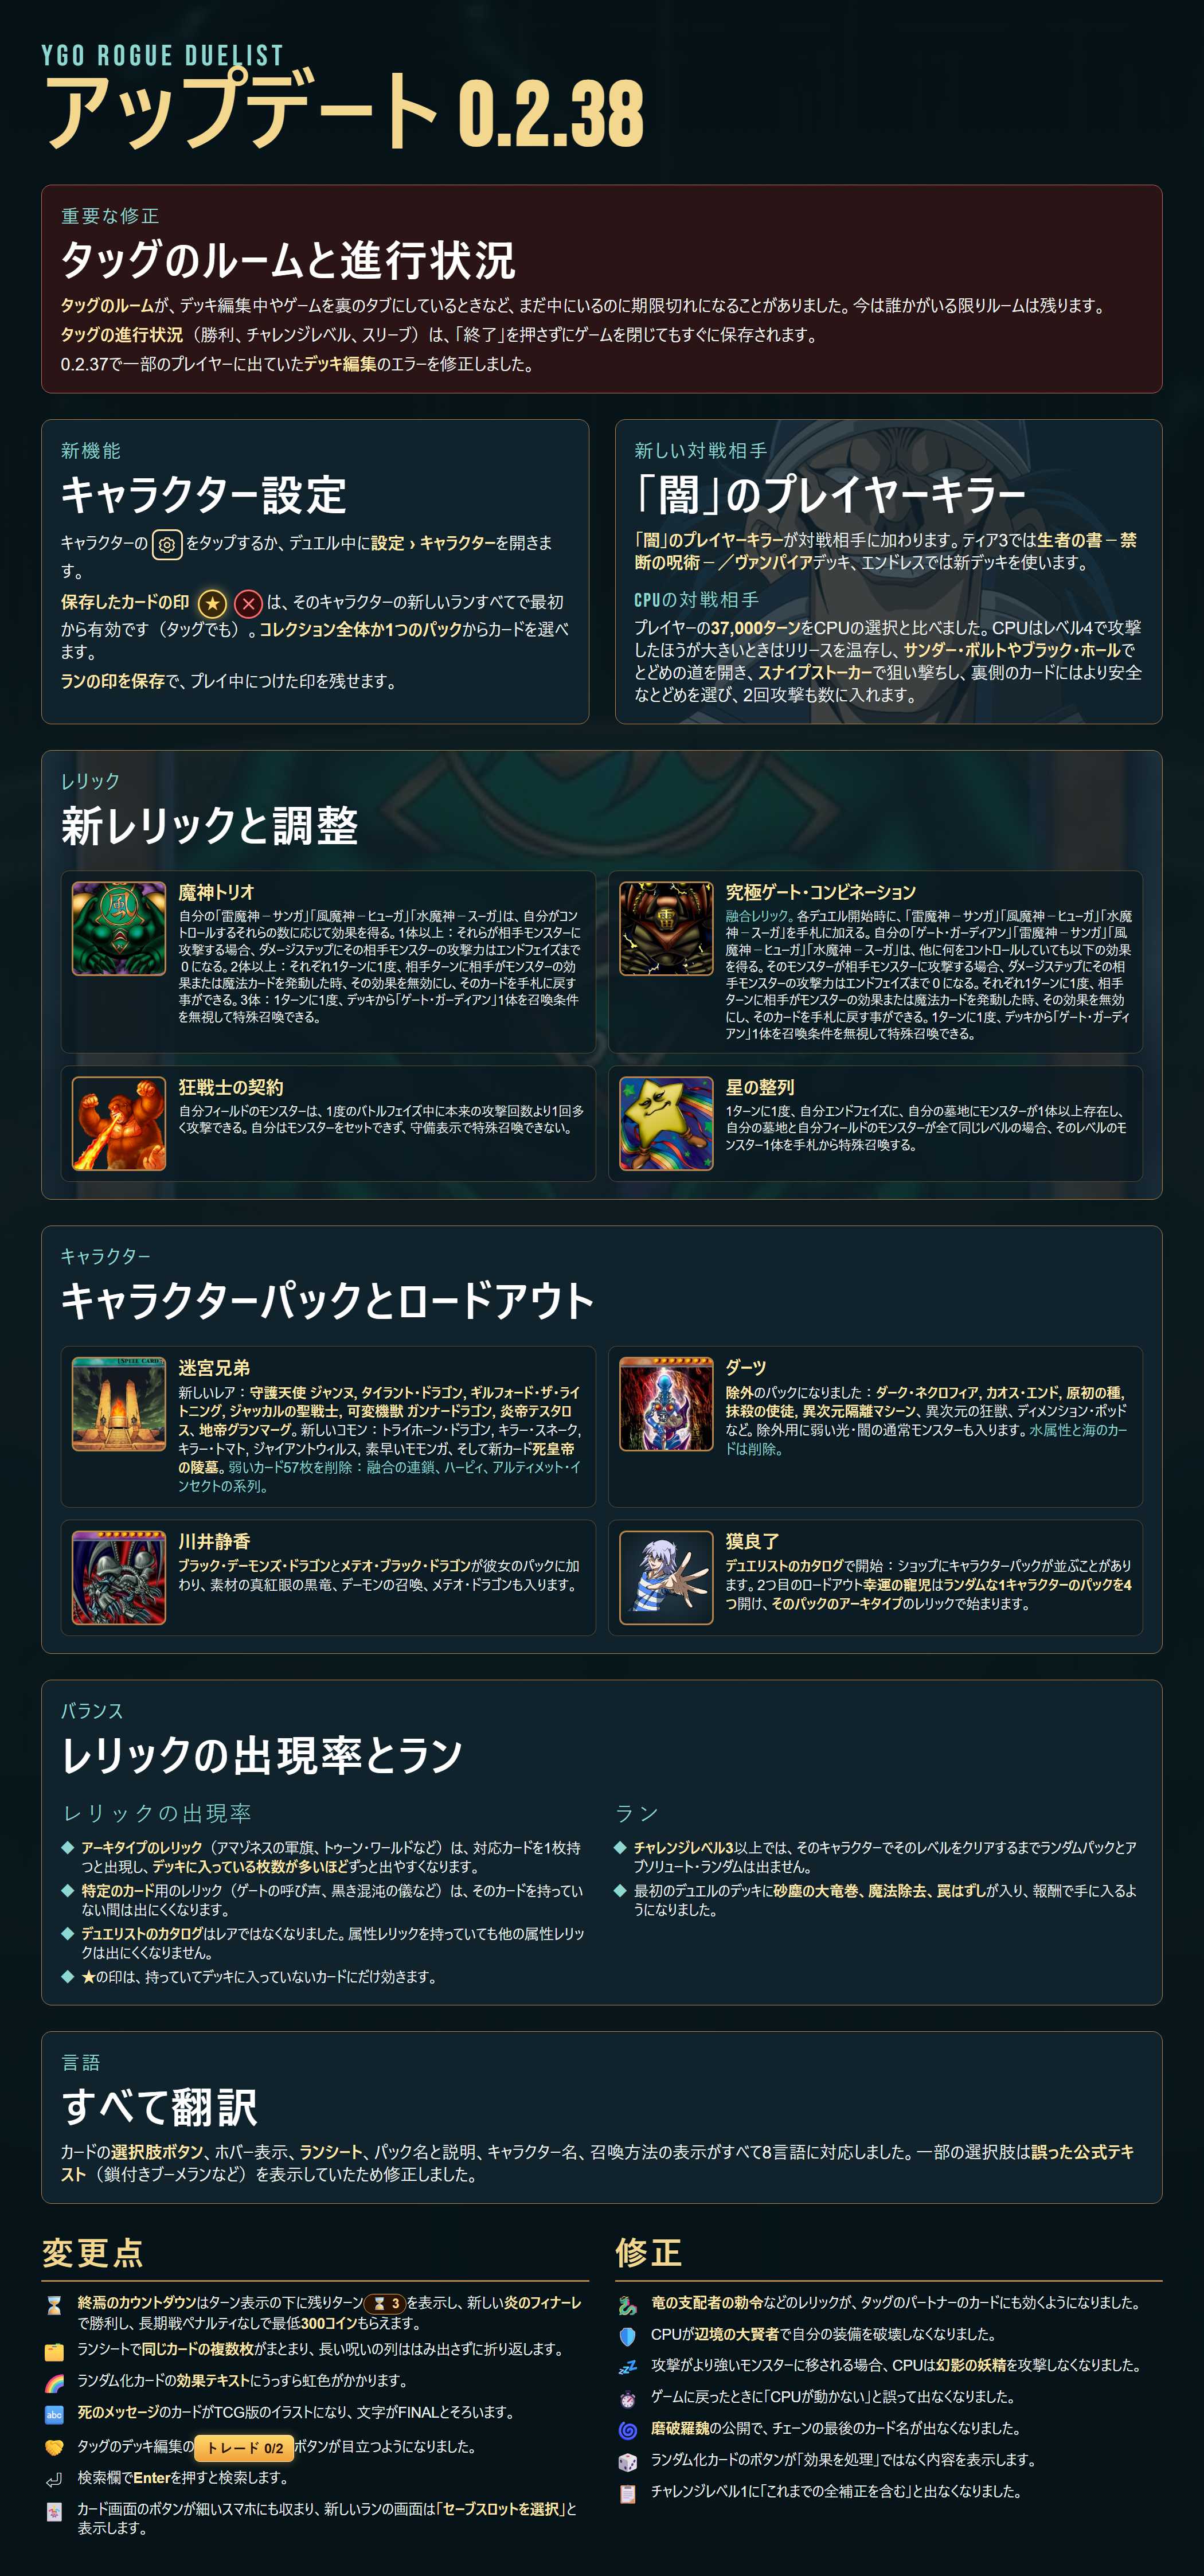 YGO ROGUE DUELIST
アップデート 0.2.38
重要な修正
タッグのルームと進行状況
タッグのルームが、デッキ編集中やゲームを裏のタブにしているときなど、まだ中にいるのに期限切れになることがありました。今は誰かがいる限りルームは残ります。
タッグの進行状況（勝利、チャレンジレベル、スリーブ）は、「終了」を押さずにゲームを閉じてもすぐに保存されます。
0.2.37で一部のプレイヤーに出ていたデッキ編集のエラーを修正しました。
新機能
キャラクター設定
キャラクターの をタップするか、デュエル中に設定 › キャラクターを開きま
す。
保存したカードの印 ★ ✕ は、そのキャラクターの新しいランすべてで最初
から有効です（タッグでも）。コレクション全体か1つのパックからカードを選べ
ます。
ランの印を保存で、プレイ中につけた印を残せます。
新しい対戦相手
「闇」のプレイヤーキラー
「闇」のプレイヤーキラーが対戦相手に加わります。ティア3では生者の書－禁
断の呪術－／ヴァンパイアデッキ、エンドレスでは新デッキを使います。
CPUの対戦相手
プレイヤーの37,000ターンをCPUの選択と比べました。CPUはレベル4で攻撃
したほうが大きいときはリリースを温存し、サンダー・ボルトやブラック・ホールで
とどめの道を開き、スナイプストーカーで狙い撃ちし、裏側のカードにはより安全
なとどめを選び、2回攻撃も数に入れます。
レリック
新レリックと調整
魔神トリオ
自分の「雷魔神－サンガ」「風魔神－ヒューガ」「水魔神－スーガ」は、自分がコン
トロールするそれらの数に応じて効果を得る。1体以上：それらが相手モンスターに
攻撃する場合、ダメージステップにその相手モンスターの攻撃力はエンドフェイズまで
０になる。2体以上：それぞれ1ターンに1度、相手ターンに相手がモンスターの効
果または魔法カードを発動した時、その効果を無効にし、そのカードを手札に戻す
事ができる。3体：1ターンに1度、デッキから「ゲート・ガーディアン」1体を召喚条件
を無視して特殊召喚できる。
究極ゲート・コンビネーション
融合レリック。各デュエル開始時に、「雷魔神－サンガ」「風魔神－ヒューガ」「水魔
神－スーガ」を手札に加える。自分の「ゲート・ガーディアン」「雷魔神－サンガ」「風
魔神－ヒューガ」「水魔神－スーガ」は、他に何をコントロールしていても以下の効果
を得る。そのモンスターが相手モンスターに攻撃する場合、ダメージステップにその相
手モンスターの攻撃力はエンドフェイズまで０になる。それぞれ1ターンに1度、相手
ターンに相手がモンスターの効果または魔法カードを発動した時、その効果を無効
にし、そのカードを手札に戻す事ができる。1ターンに1度、デッキから「ゲート・ガーディ
アン」1体を召喚条件を無視して特殊召喚できる。
狂戦士の契約
自分フィールドのモンスターは、1度のバトルフェイズ中に本来の攻撃回数より1回多
く攻撃できる。自分はモンスターをセットできず、守備表示で特殊召喚できない。
星の整列
1ターンに1度、自分エンドフェイズに、自分の墓地にモンスターが1体以上存在し、
自分の墓地と自分フィールドのモンスターが全て同じレベルの場合、そのレベルのモ
ンスター1体を手札から特殊召喚する。
キャラクター
キャラクターパックとロードアウト
迷宮兄弟
新しいレア：守護天使 ジャンヌ, タイラント・ドラゴン, ギルフォード・ザ・ライ
トニング, ジャッカルの聖戦士, 可変機獣 ガンナードラゴン, 炎帝テスタロ
ス、地帝グランマーグ。新しいコモン：トライホーン・ドラゴン, キラー・スネーク,
キラー・トマト, ジャイアントウィルス, 素早いモモンガ, そして新カード死皇帝
の陵墓。弱いカード57枚を削除：融合の連鎖、ハーピィ、アルティメット・イ
ンセクトの系列。
ダーツ
除外のパックになりました：ダーク・ネクロフィア, カオス・エンド, 原初の種,
抹殺の使徒, 異次元隔離マシーン、異次元の狂獣、ディメンション・ポッド
など。除外用に弱い光・闇の通常モンスターも入ります。水属性と海のカー
ドは削除。
川井静香
ブラック・デーモンズ・ドラゴンとメテオ・ブラック・ドラゴンが彼女のパックに加
わり、素材の真紅眼の黒竜、デーモンの召喚、メテオ・ドラゴンも入ります。
獏良了
デュエリストのカタログで開始：ショップにキャラクターパックが並ぶことがあり
ます。2つ目のロードアウト幸運の寵児はランダムな1キャラクターのパックを4
つ開け、そのパックのアーキタイプのレリックで始まります。
バランス
レリックの出現率とラン
レリックの出現率
◆ アーキタイプのレリック（アマゾネスの軍旗、トゥーン・ワールドなど）は、対応カードを1枚持
つと出現し、デッキに入っている枚数が多いほどずっと出やすくなります。
◆ 特定のカード用のレリック（ゲートの呼び声、黒き混沌の儀など）は、そのカードを持ってい
ない間は出にくくなります。
◆ デュエリストのカタログはレアではなくなりました。属性レリックを持っていても他の属性レリッ
クは出にくくなりません。
◆ ★の印は、持っていてデッキに入っていないカードにだけ効きます。
ラン
◆ チャレンジレベル3以上では、そのキャラクターでそのレベルをクリアするまでランダムパックとア
ブソリュート・ランダムは出ません。
◆ 最初のデュエルのデッキに砂塵の大竜巻、魔法除去、罠はずしが入り、報酬で手に入るよ
うになりました。
言語
すべて翻訳
カードの選択肢ボタン、ホバー表示、ランシート、パック名と説明、キャラクター名、召喚方法の表示がすべて8言語に対応しました。一部の選択肢は誤った公式テキ
スト（鎖付きブーメランなど）を表示していたため修正しました。
変更点
終焉のカウントダウンはターン表示の下に残りターン ⌛ 3 を表示し、新しい炎のフィナーレ
で勝利し、長期戦ペナルティなしで最低300コインもらえます。
ランシートで同じカードの複数枚がまとまり、長い呪いの列ははみ出さずに折り返します。
ランダム化カードの効果テキストにうっすら虹色がかかります。
死のメッセージのカードがTCG版のイラストになり、文字がFINALとそろいます。
タッグのデッキ編集の トレード 0/2 ボタンが目立つようになりました。
検索欄でEnterを押すと検索します。
カード画面のボタンが細いスマホにも収まり、新しいランの画面は「セーブスロットを選択」と
表示します。
修正
竜の支配者の勅令などのレリックが、タッグのパートナーのカードにも効くようになりました。
CPUが辺境の大賢者で自分の装備を破壊しなくなりました。
攻撃がより強いモンスターに移される場合、CPUは幻影の妖精を攻撃しなくなりました。
ゲームに戻ったときに「CPUが動かない」と誤って出なくなりました。
磨破羅魏の公開で、チェーンの最後のカード名が出なくなりました。
ランダム化カードのボタンが「効果を処理」ではなく内容を表示します。
チャレンジレベル1に「これまでの全補正を含む」と出なくなりました。